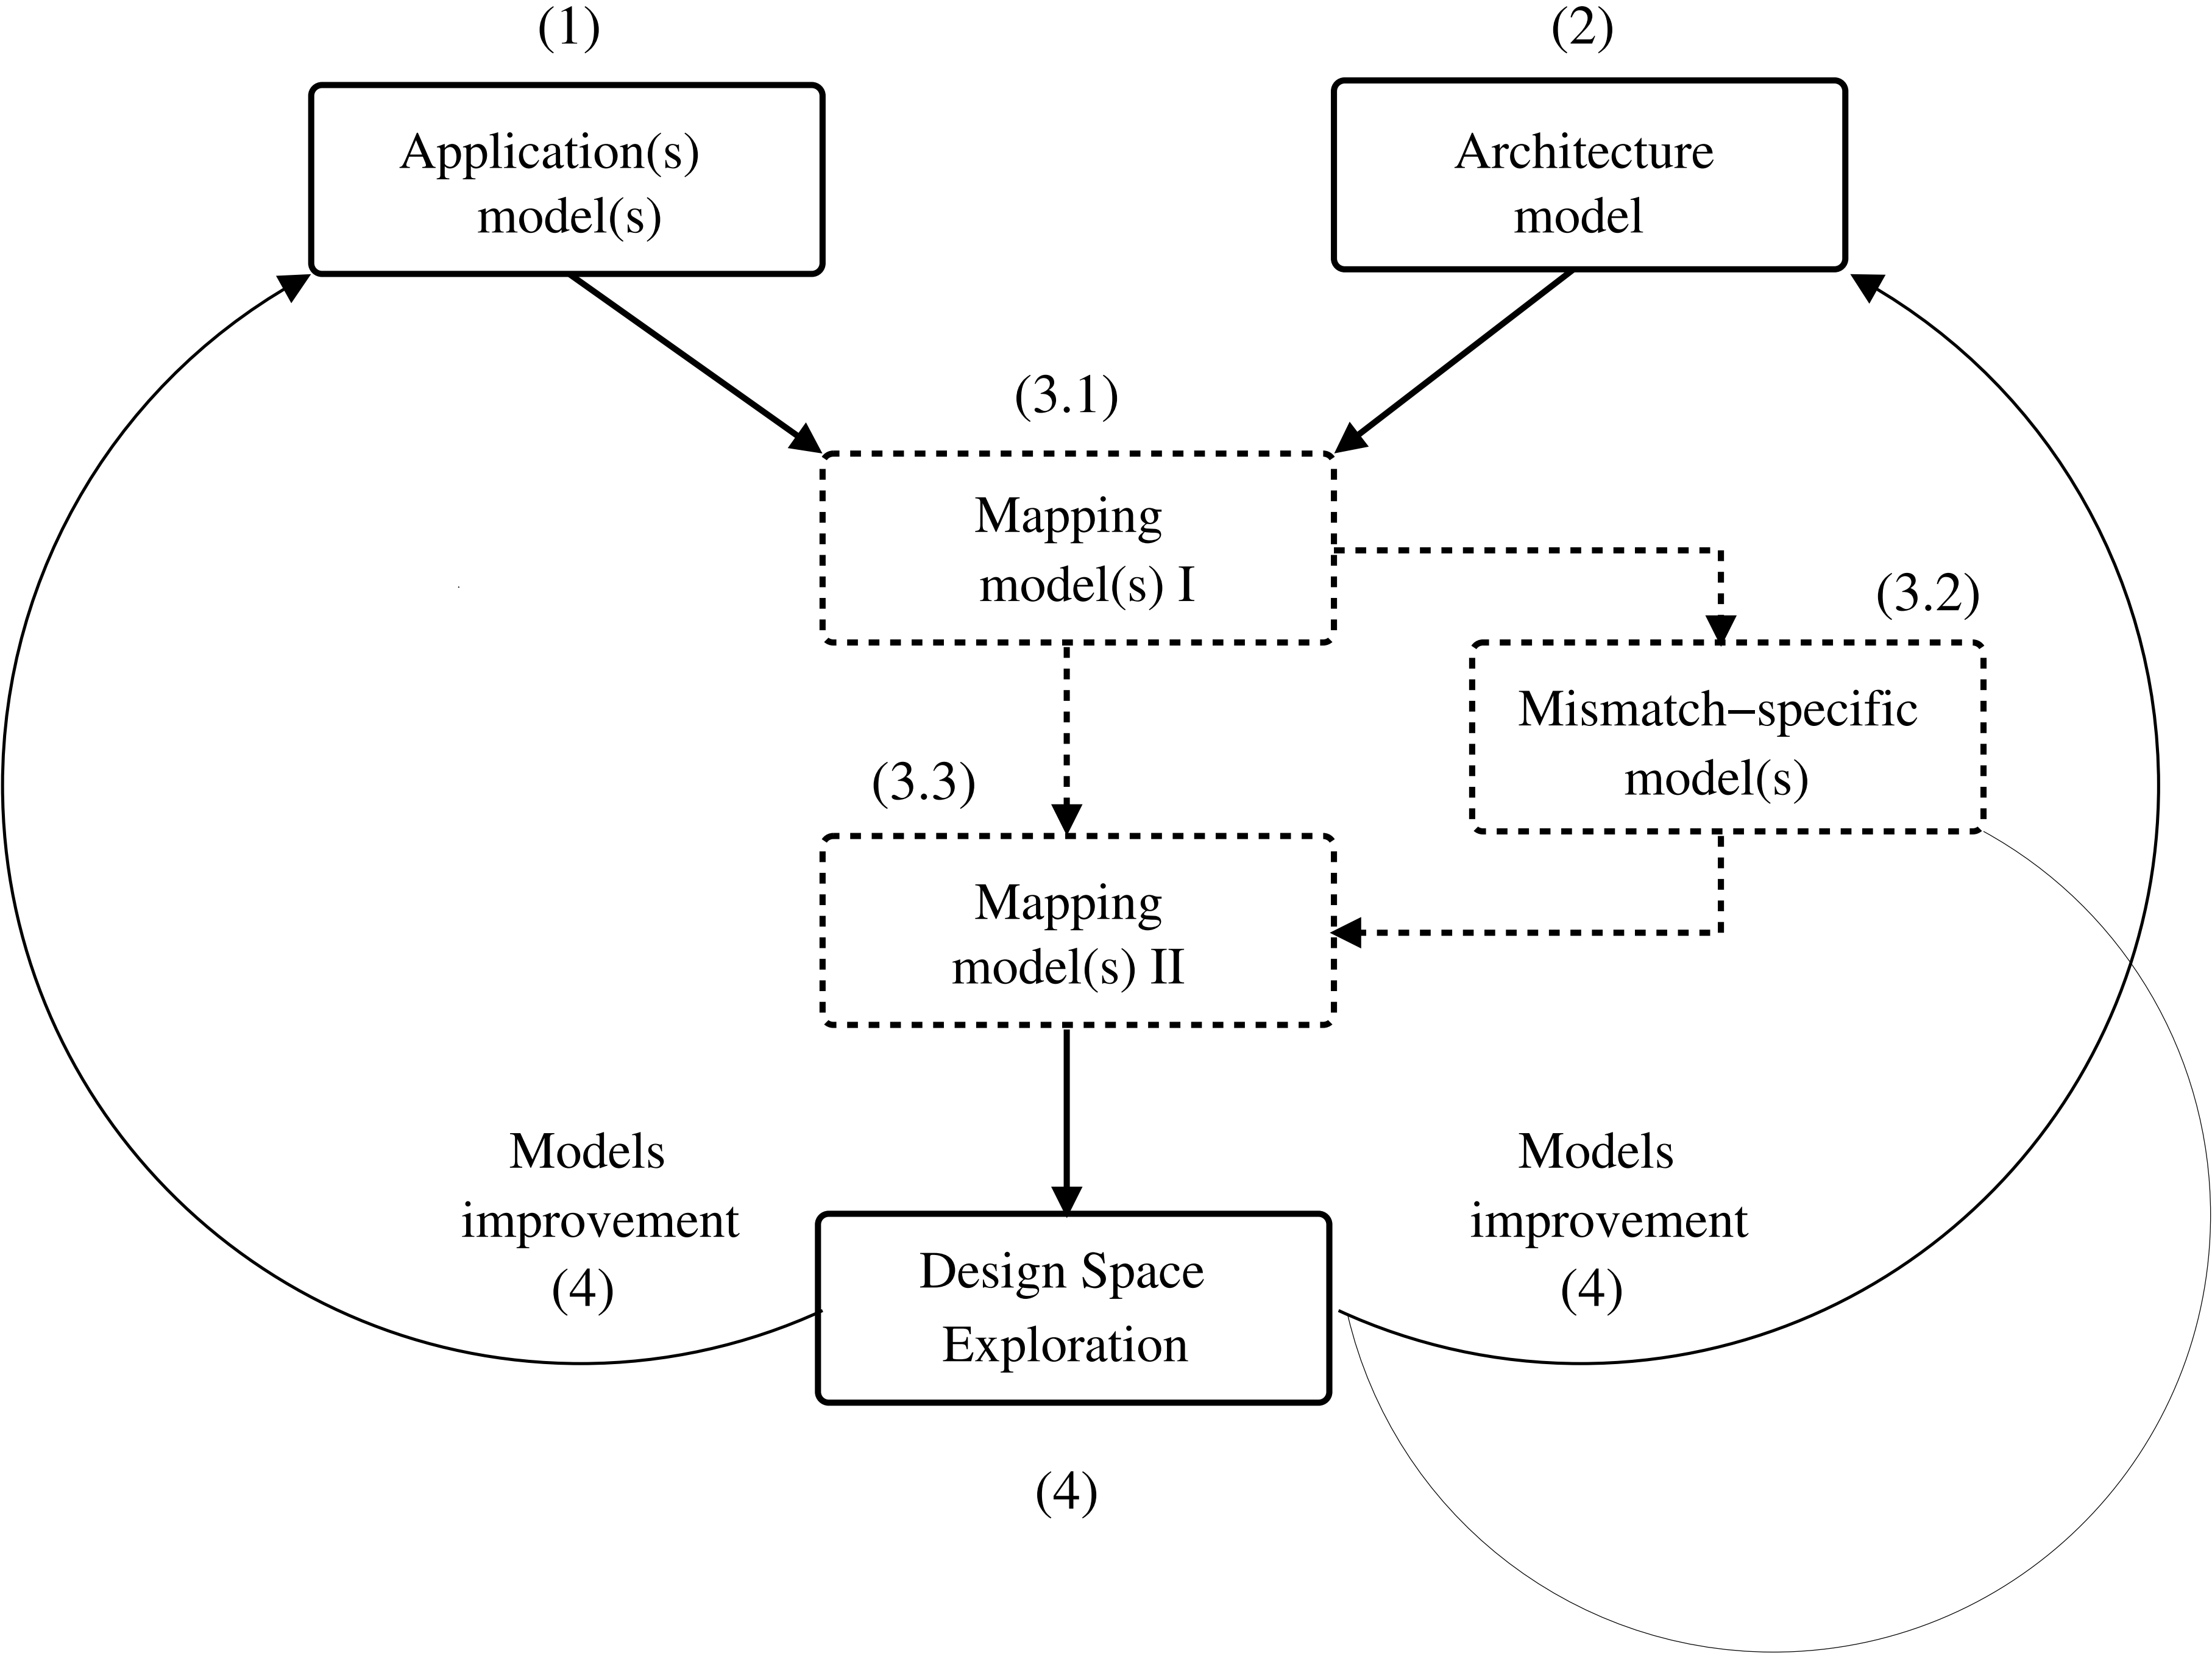 (1)
(2)
Application(s)
model(s)
Architecture
model
(3.1)
Mapping
model(s) I
(3.2)
Mismatch−specific
model(s)
(3.3)
Mapping
model(s) II
Models
improvement
(4)
Models
improvement
(4)
Design Space
Exploration
(4)